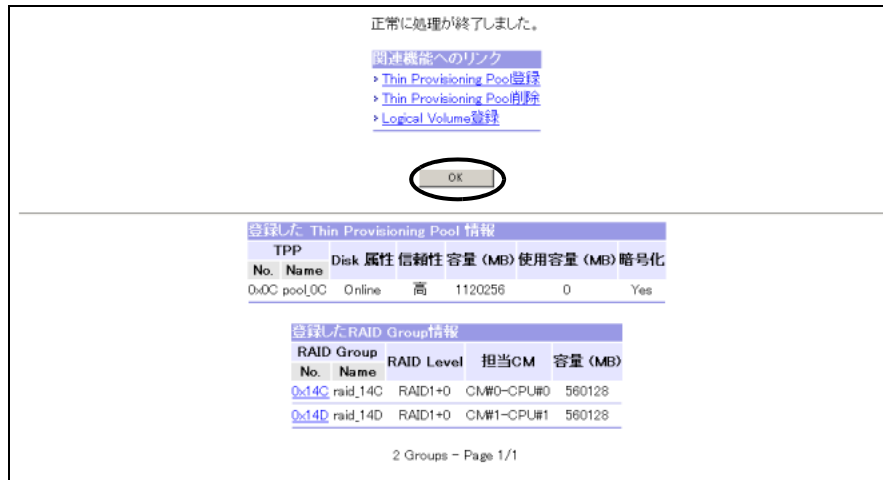 正常に処理が終了しました。
関連機能へのリンク
Thin Provisioning Pool登録
Thin Provisioning Pool削除
Logical Volume登録
OK
登録した Thin Provisioning Pool 情報
TPP Disk 属性 信頼性 容量 (MB) 使用容量 (MB) 暗号化
No. Name
0x0C pool_0C Online 高 1120256 0 Yes
登録したRAID Group情報
RAID Group RAID Level 担当CM 容量 (MB)
No. Name
0x14C raid_14C RAID1+0 CM#0-CPU#0 560128
0x14D raid_14D RAID1+0 CM#1-CPU#1 560128
2 Groups - Page 1/1